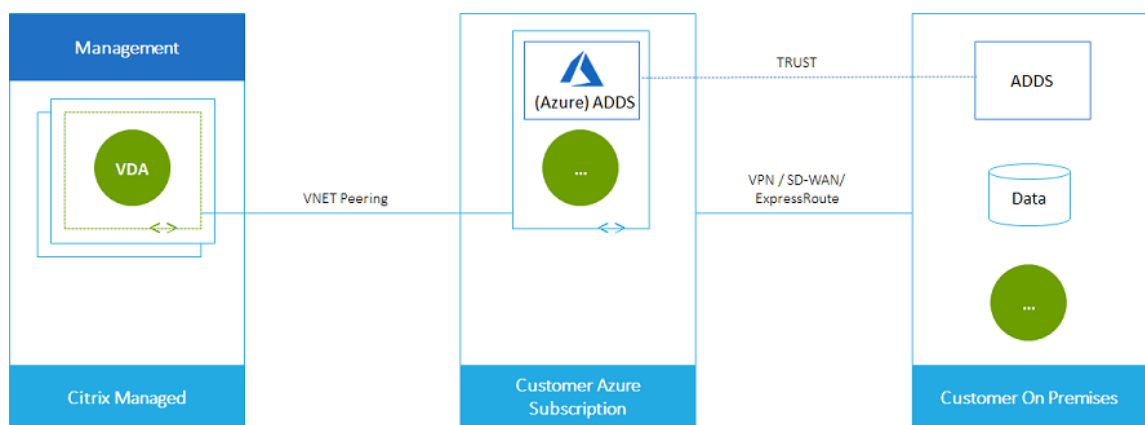 Management
VDA
Citrix Managed
VNET Peering
(Azure) ADDS
...
Customer Azure
Subscription
TRUST
VPN / SD-WAN/
ExpressRoute
ADDS
Data
...
Customer On Premises